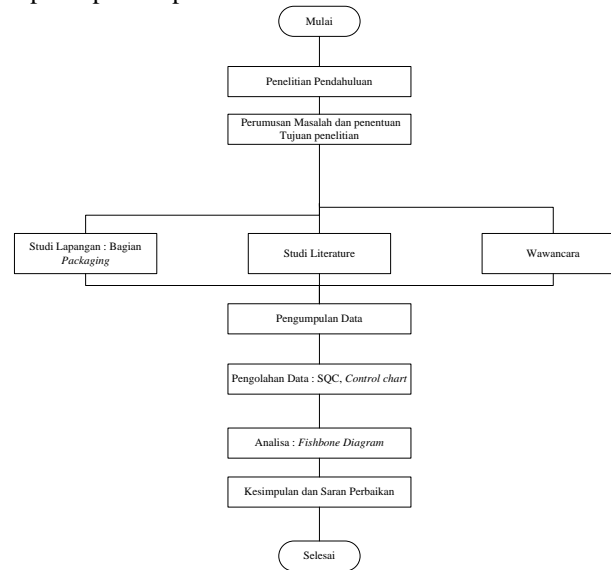 Mulai
Penelitian Pendahuluan
Perumusan Masalah dan penentuan
Tujuan penelitian
Studi Lapangan : Bagian
Packaging
Studi Literature
Wawancara
Pengumpulan Data
Pengolahan Data : SQC, Control chart
Analisa : Fishbone Diagram
Kesimpulan dan Saran Perbaikan
Selesai